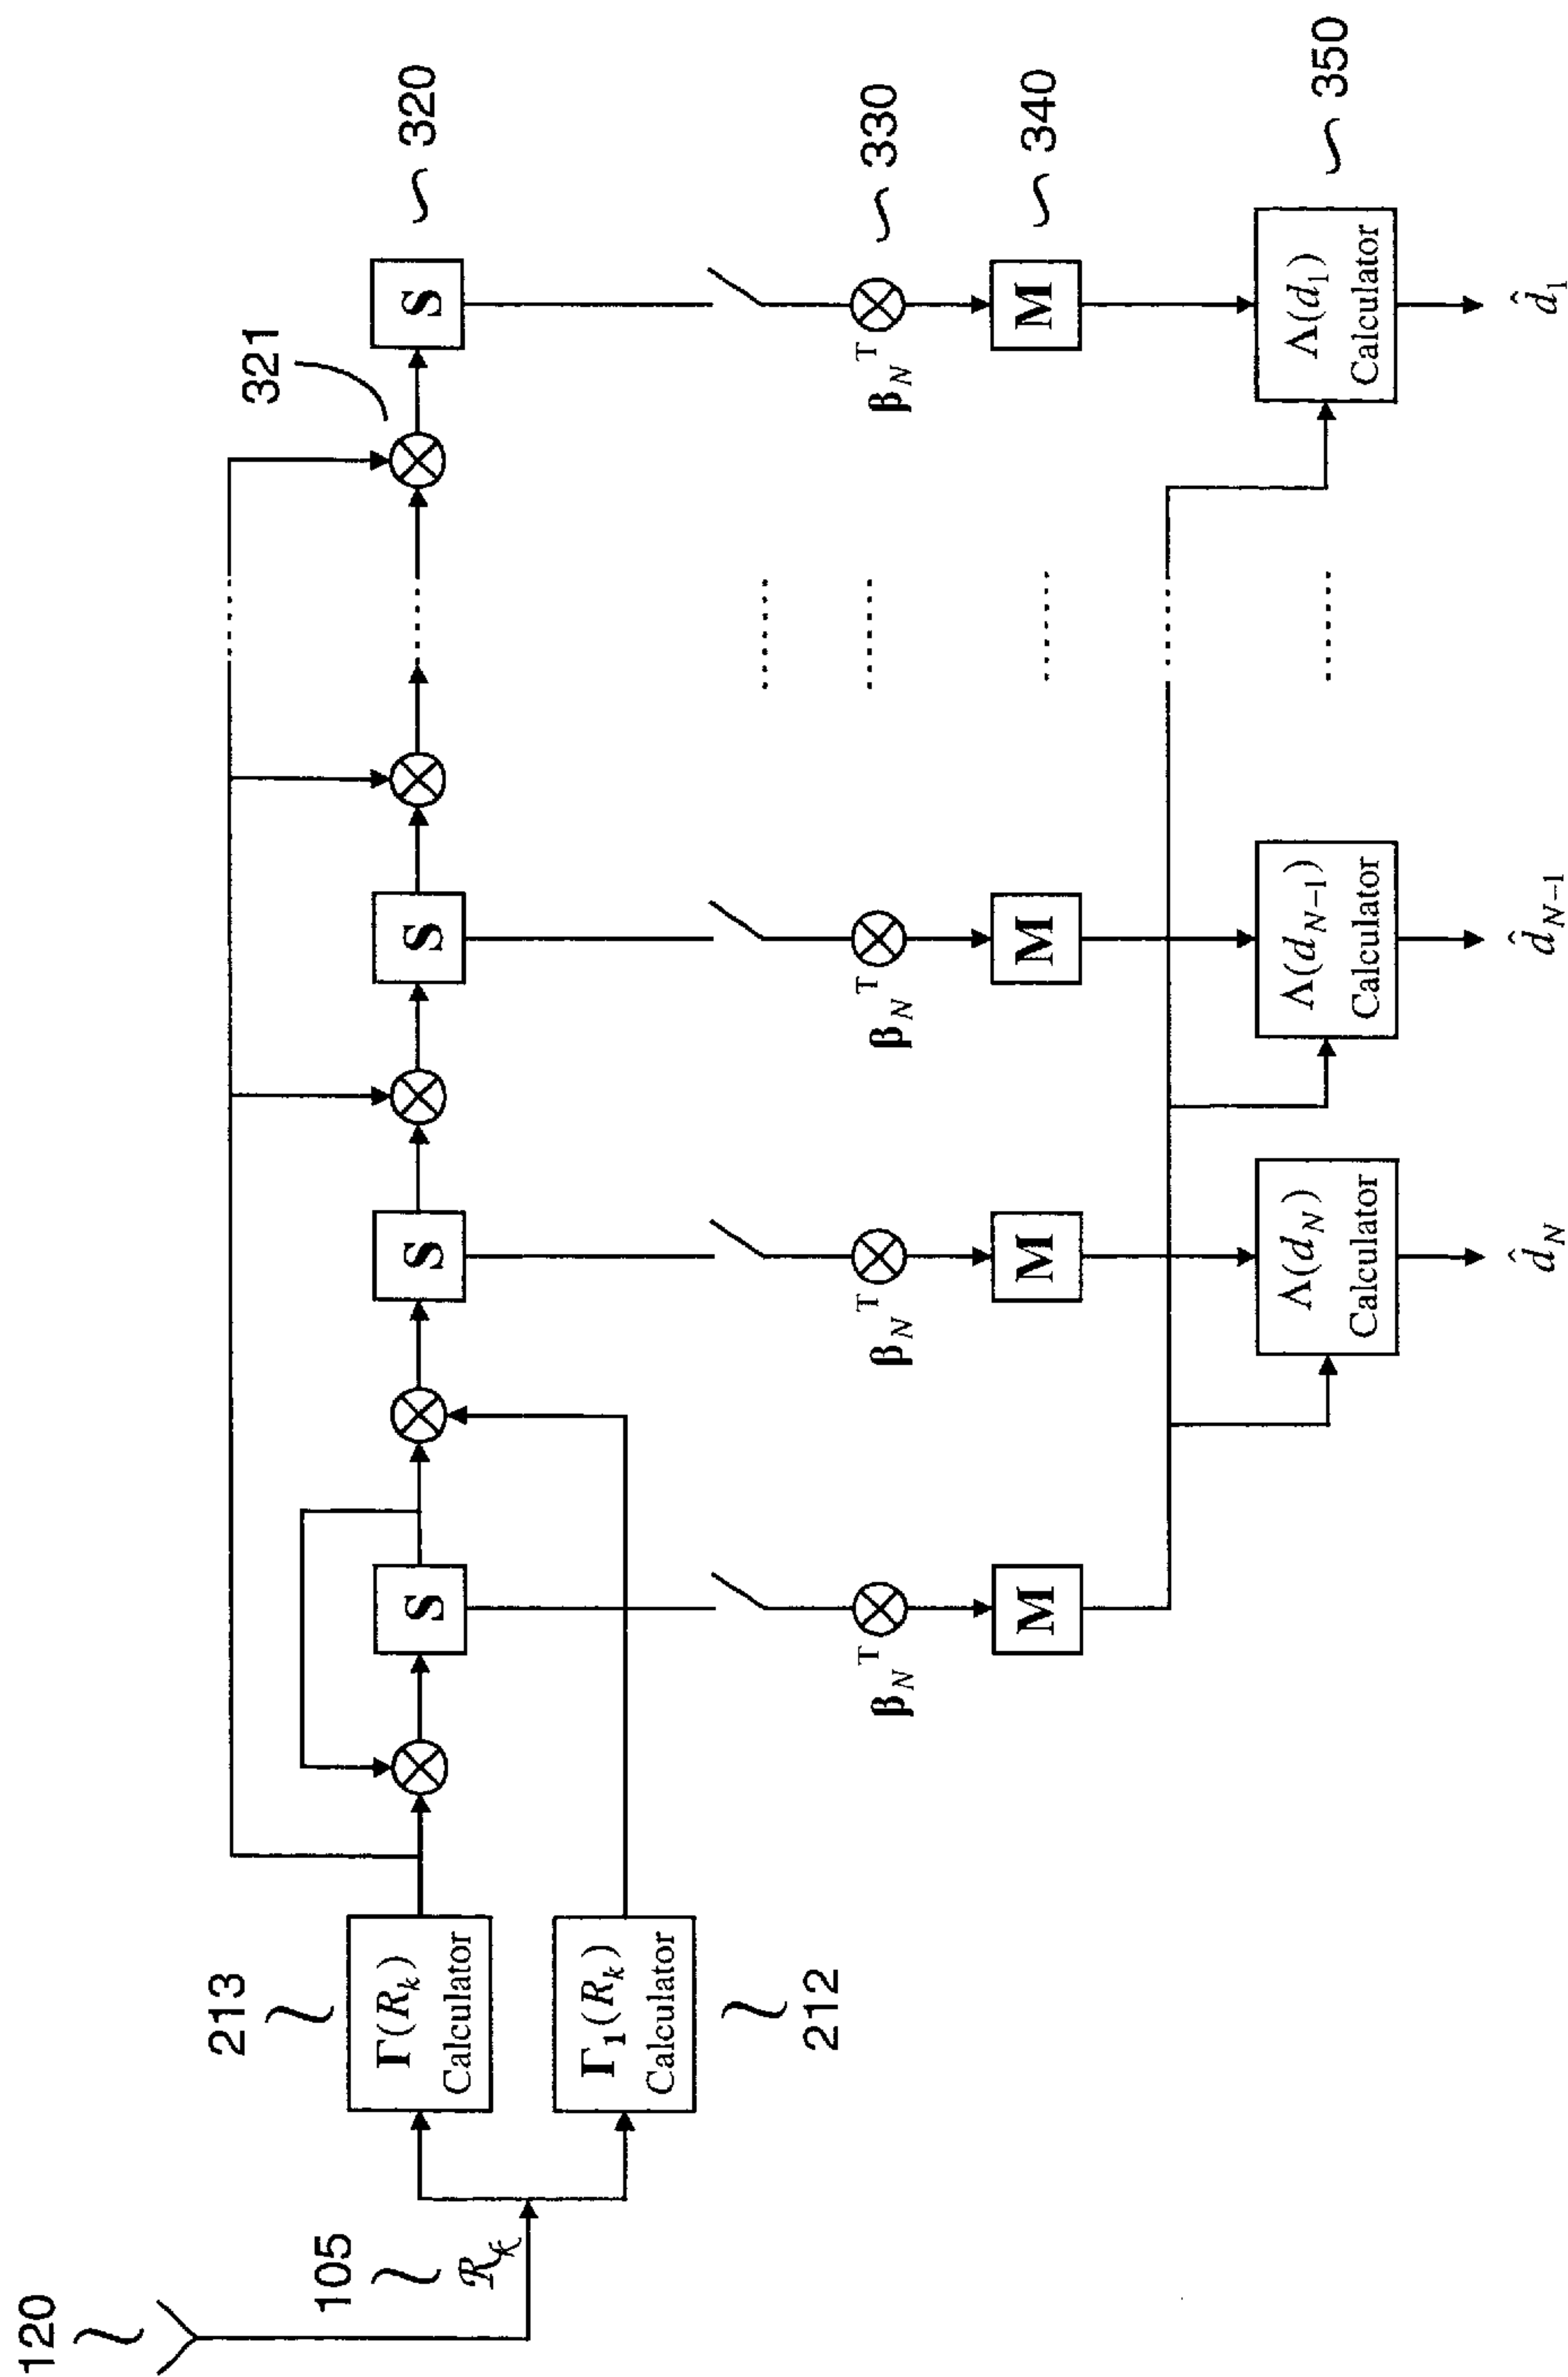 120
105
R_k
213
Γ(R_k)
Calculator
Γ₁(R_k)
Calculator
212
321
S
S
S
S
320
β_N^T
β_N^T
β_N^T
β_N^T
330
M
M
M
M
340
Λ(d_N)
Calculator
Λ(d_{N−1})
Calculator
Λ(d_1)
Calculator
350
d̂_N
d̂_{N−1}
d̂_1